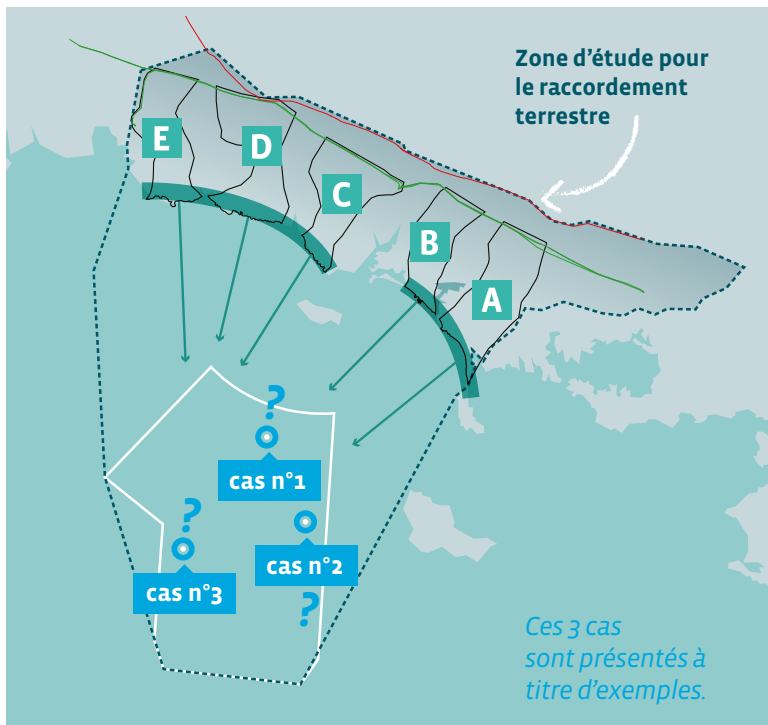 Zone d'étude pour
le raccordement
terrestre
E
D
C
B
A
?
cas n°1
?
cas n°2
?
cas n°3
Ces 3 cas
sont présentés à
titre d'exemples.